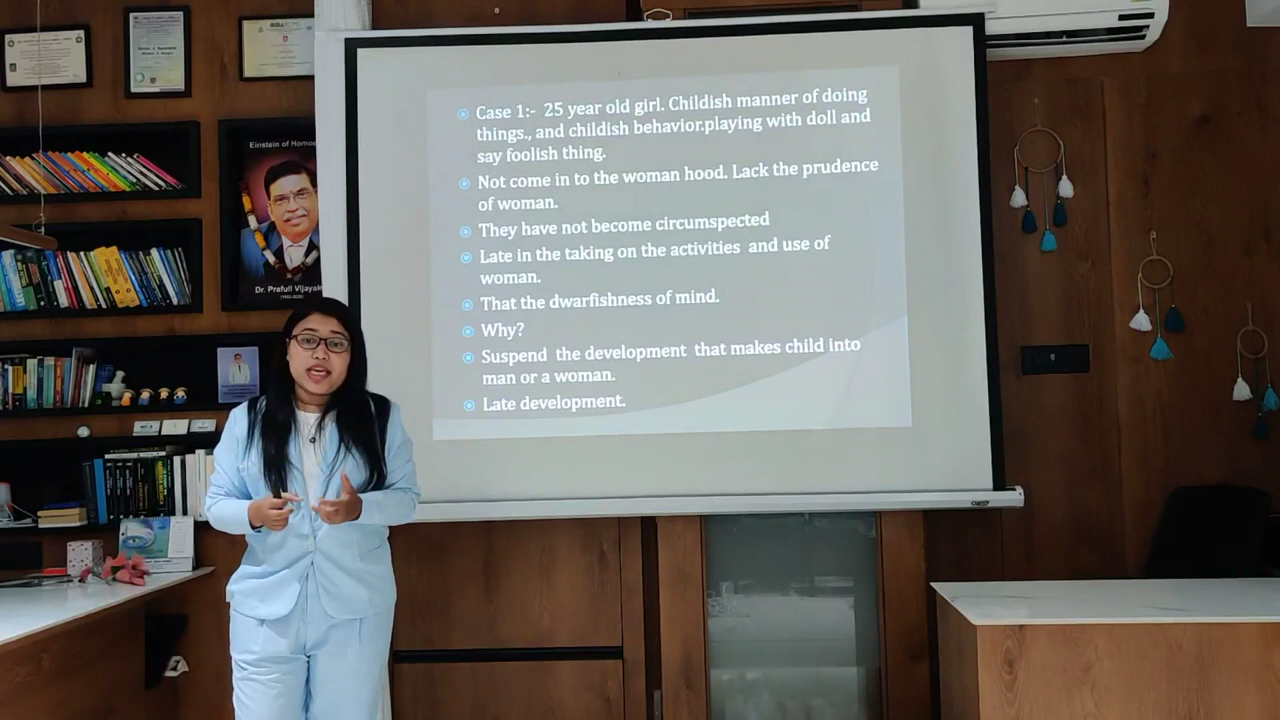 Einstein of Homoe
Dr. Prafull Vijayak
Case 1:- 25 year old girl. Childish manner of doing
things., and childish behavior.playing with doll and
say foolish thing.
Not come in to the woman hood. Lack the prudence
of woman.
They have not become circumspected
Late in the taking on the activities and use of
woman.
That the dwarfishness of mind.
Why?
Suspend the development that makes child into
man or a woman.
Late development.